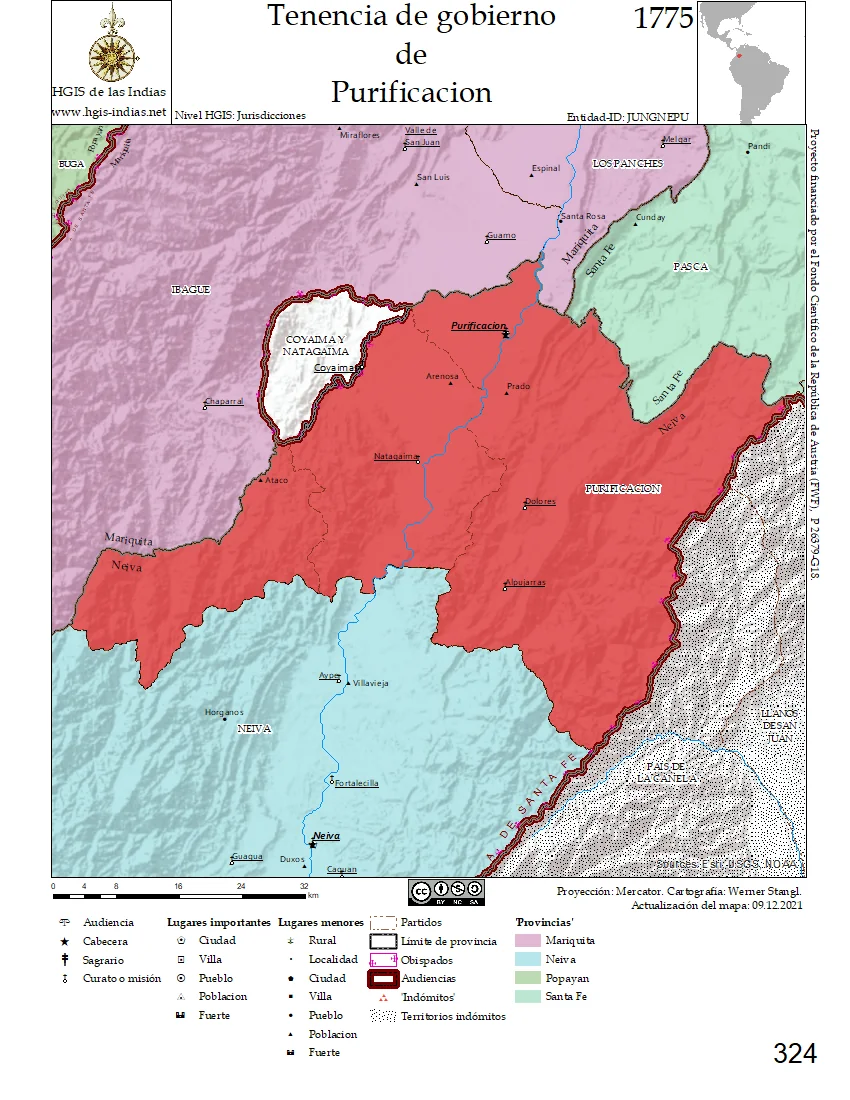 Tenencia de gobierno
de
Purificacion
1775
HGIS de las Indias
www.hgis-indias.net
Nivel HGIS: Jurisdicciones
Entidad-ID: JUNGNEPU
Proyecto financiado por el Fondo Científico de la República de Austria (FWF), P 26379-G18.
Miraflores
Valle de
San Juan
Melgar
Pandi
BUGA
Popayan
Mariquita
San Luis
Espinal
LOS PANCHES
Santa Rosa
Cunday
Guamo
Mariquita
Santa Fe
PASCA
IBAGUE
COYAIMA Y
NATAGAIMA
Coyaima
Purificacion
Arenosa
Prado
Santa Fe
Neiva
Chaparral
Natagaima
Ataco
PURIFICACION
Dolores
Mariquita
Neiva
Alpujarras
Aype
Villavieja
Horganos
NEIVA
LLANOS
DE SAN
JUAN
PAIS DE
LA CANELA
Fortalecilla
A. DE SANTA FE
Neiva
Guagua
Duxos
Caguan
Sources: Esri, USGS, NOAA
0 4 8 16 24 32
km
CC BY NC SA
Proyección: Mercator. Cartografía: Werner Stangl.
Actualización del mapa: 09.12.2021
Audiencia
Cabecera
Sagrario
Curato o misión
Lugares importantes
Ciudad
Villa
Pueblo
Poblacion
Fuerte
Lugares menores
Rural
Localidad
Ciudad
Villa
Pueblo
Poblacion
Fuerte
Partidos
Límite de provincia
Obispados
Audiencias
'Indómitos'
Territorios indómitos
'Provincias'
Mariquita
Neiva
Popayan
Santa Fe
324